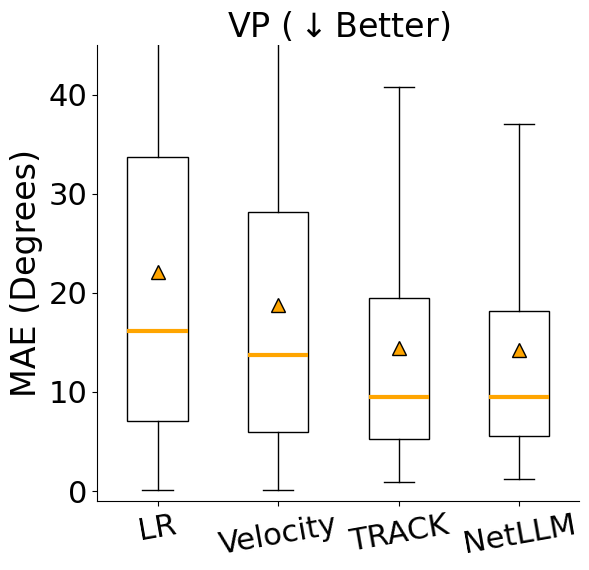 VP (↓ Better)
MAE (Degrees)
40
30
20
10
0
LR
Velocity
TRACK
NetLLM